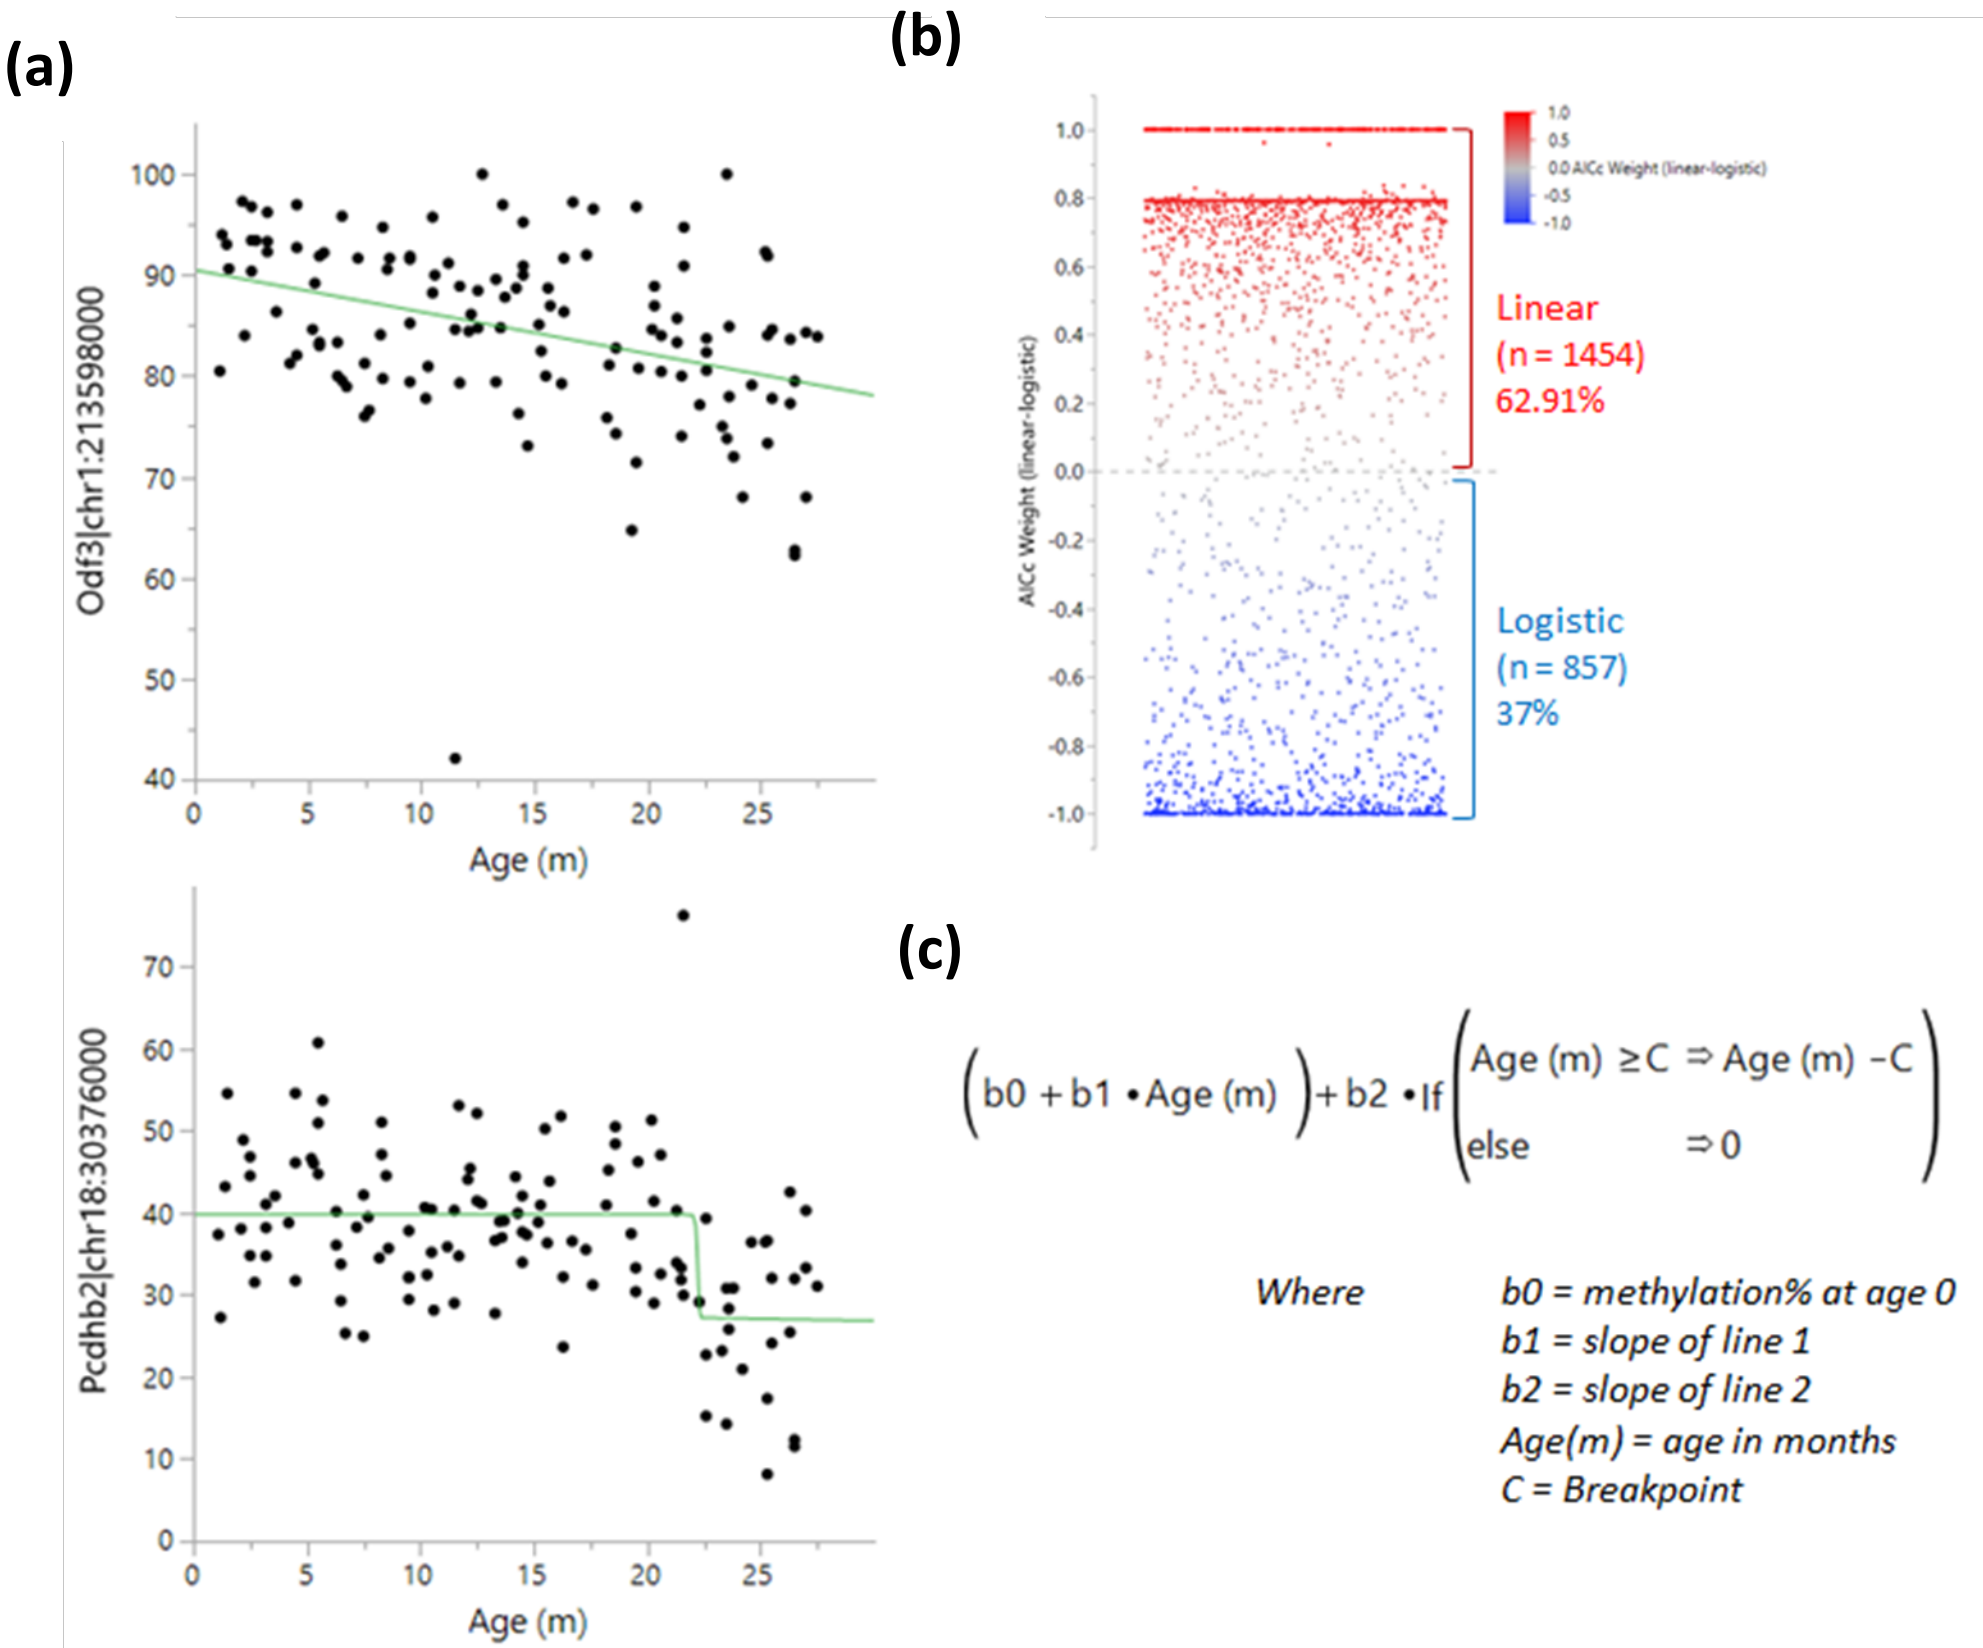 (a)
(b)
100
90
80
70
60
50
40
0 5 10 15 20 25
Age (m)
Odf3|chr1:2135980000
70
60
50
40
30
20
10
0
0 5 10 15 20 25
Age (m)
Pcdhb2|chr18:30376000
1.0
0.8
0.6
0.4
0.2
0.0
-0.2
-0.4
-0.6
-0.8
-1.0
AICc Weight (linear-logistic)
1.0
0.5
0.0 AICc Weight (linear-logistic)
-0.5
-1.0
Linear
(n = 1454)
62.91%
Logistic
(n = 857)
37%
(c)
(b0 + b1 • Age (m)) + b2 • If (Age (m) ≥ C ⇒ Age (m) − C
else ⇒ 0)
Where
b0 = methylation% at age 0
b1 = slope of line 1
b2 = slope of line 2
Age(m) = age in months
C = Breakpoint